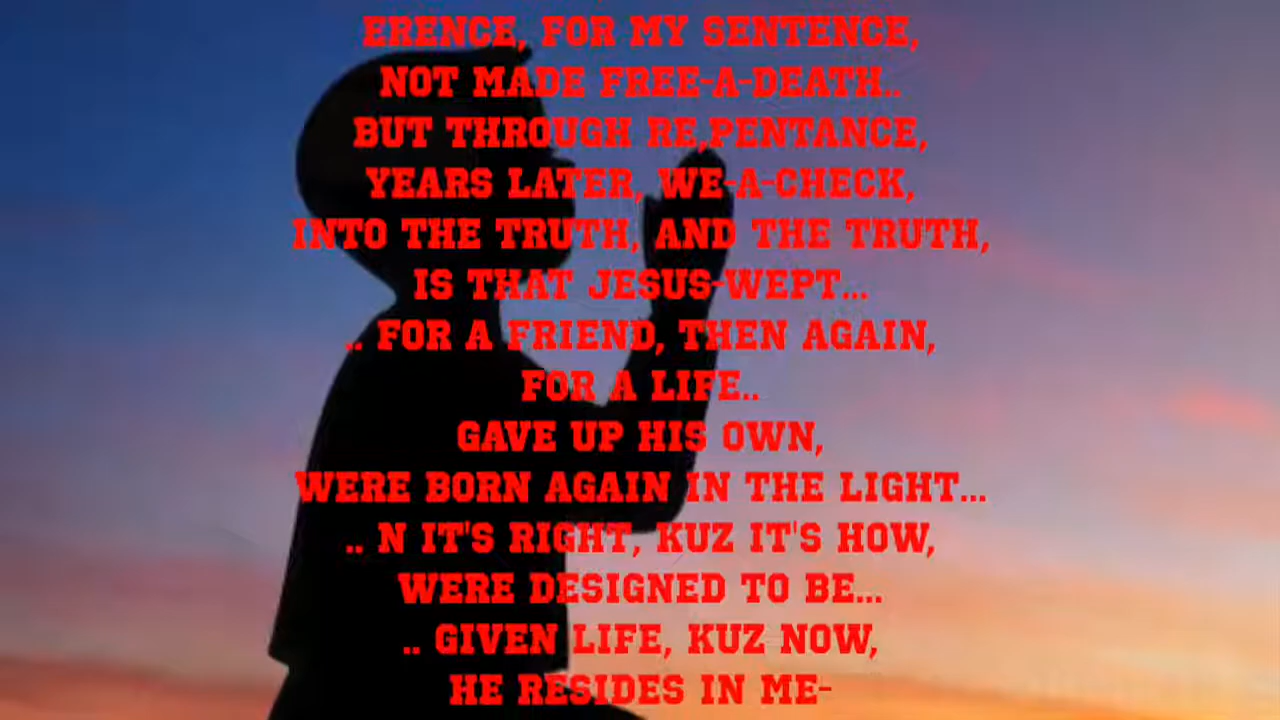 ERENCE, FOR MY SENTENCE,
NOT MADE FREE-A-DEATH..
BUT THROUGH RE,PENTANCE,
YEARS LATER, WE-A-CHECK,
INTO THE TRUTH, AND THE TRUTH,
IS THAT JESUS-WEPT...
.. FOR A FRIEND, THEN AGAIN,
FOR A LIFE..
GAVE UP HIS OWN,
WERE BORN AGAIN IN THE LIGHT...
.. N IT'S RIGHT, KUZ IT'S HOW,
WERE DESIGNED TO BE...
.. GIVEN LIFE, KUZ NOW,
HE RESIDES IN ME-